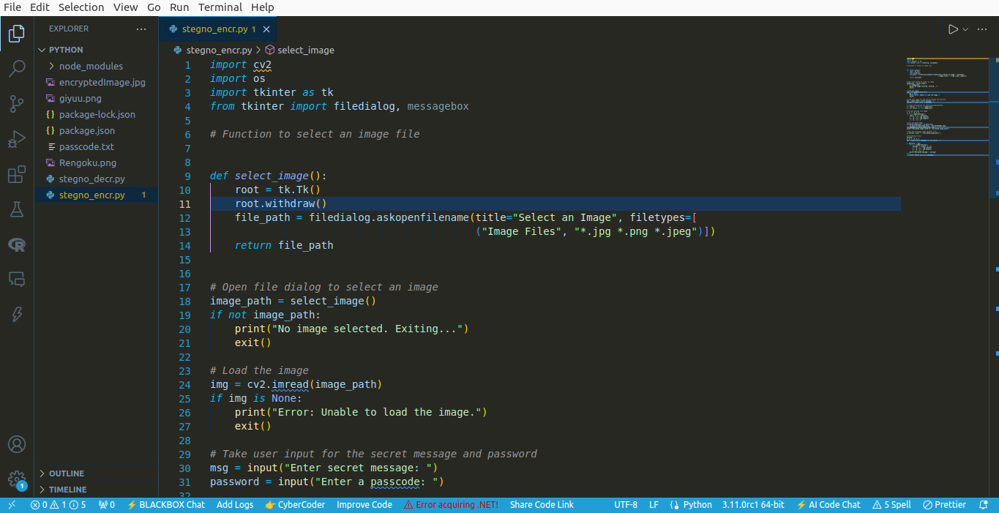 File Edit Selection View Go Run Terminal Help
EXPLORER ...
stegno_encr.py 1
PYTHON
stegno_encr.py > select_image
node_modules
encryptedImage.jpg
giyuu.png
package-lock.json
package.json
passcode.txt
Rengoku.png
stegno_decr.py
stegno_encr.py 1
OUTLINE
TIMELINE
1 import cv2
2 import os
3 import tkinter as tk
4 from tkinter import filedialog, messagebox
5
6 # Function to select an image file
7
8
9 def select_image():
10     root = tk.Tk()
11     root.withdraw()
12     file_path = filedialog.askopenfilename(title="Select an Image", filetypes=[
13                                            ("Image Files", "*.jpg *.png *.jpeg")])
14     return file_path
15
16
17 # Open file dialog to select an image
18 image_path = select_image()
19 if not image_path:
20     print("No image selected. Exiting...")
21     exit()
22
23 # Load the image
24 img = cv2.imread(image_path)
25 if img is None:
26     print("Error: Unable to load the image.")
27     exit()
28
29 # Take user input for the secret message and password
30 msg = input("Enter secret message: ")
31 password = input("Enter a passcode: ")
32
1
0 1 5 0 BLACKBOX Chat Add Logs CyberCoder Improve Code Error acquiring .NET! Share Code Link UTF-8 LF Python 3.11.0rc1 64-bit AI Code Chat 5 Spell Prettier